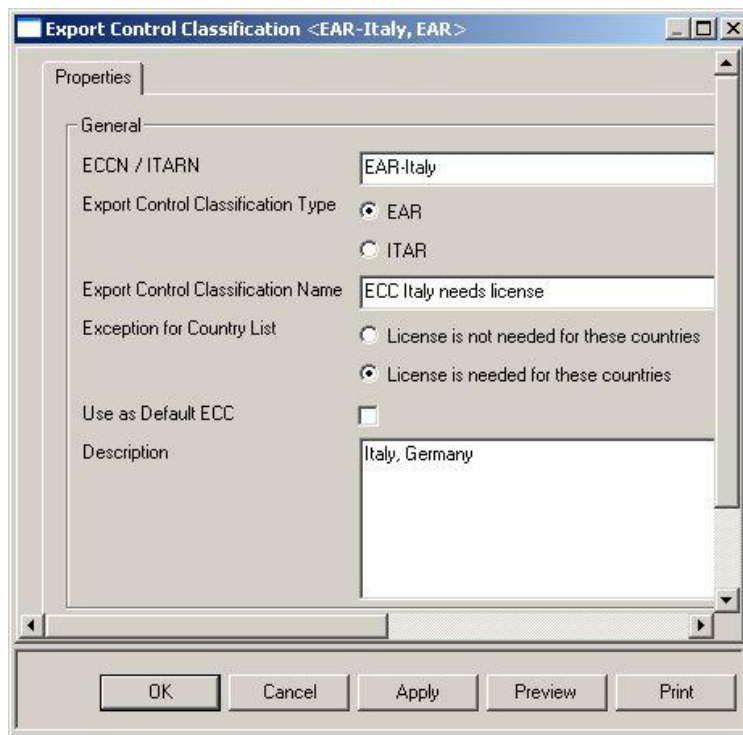 Export Control Classification <EAR-Italy, EAR>
Properties
General
ECCN / ITARN EAR-Italy
Export Control Classification Type EAR
ITAR
Export Control Classification Name ECC Italy needs license
Exception for Country List License is not needed for these countries
License is needed for these countries
Use as Default ECC
Description Italy, Germany
OK Cancel Apply Preview Print